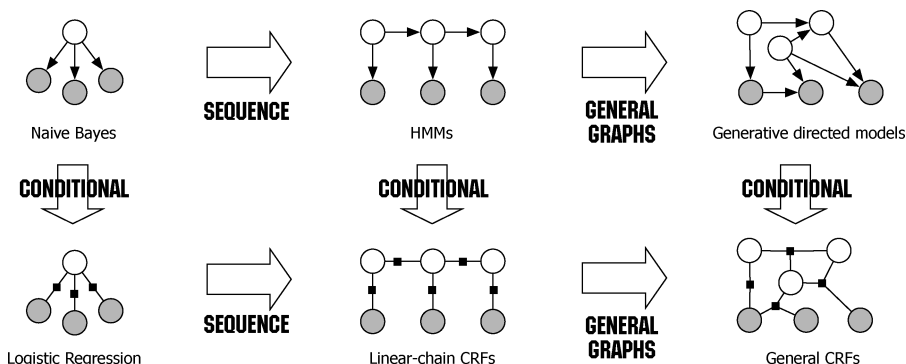 SEQUENCE
GENERAL
GRAPHS
Naive Bayes
HMMs
Generative directed models
CONDITIONAL
CONDITIONAL
CONDITIONAL
SEQUENCE
GENERAL
GRAPHS
Logistic Regression
Linear-chain CRFs
General CRFs